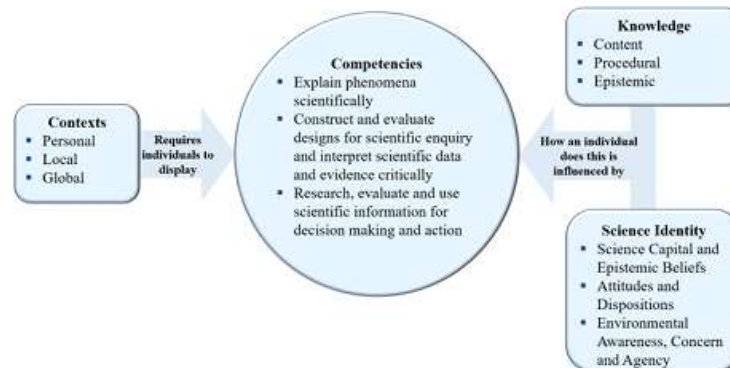 Contexts
Personal
Local
Global
Requires
individuals to
display
Competencies
Explain phenomena
scientifically
Construct and evaluate
designs for scientific enquiry
and interpret scientific data
and evidence critically
Research, evaluate and use
scientific information for
decision making and action
How an individual
does this is
influenced by
Knowledge
Content
Procedural
Epistemic
Science Identity
Science Capital and
Epistemic Beliefs
Attitudes and
Dispositions
Environmental
Awareness, Concern
and Agency